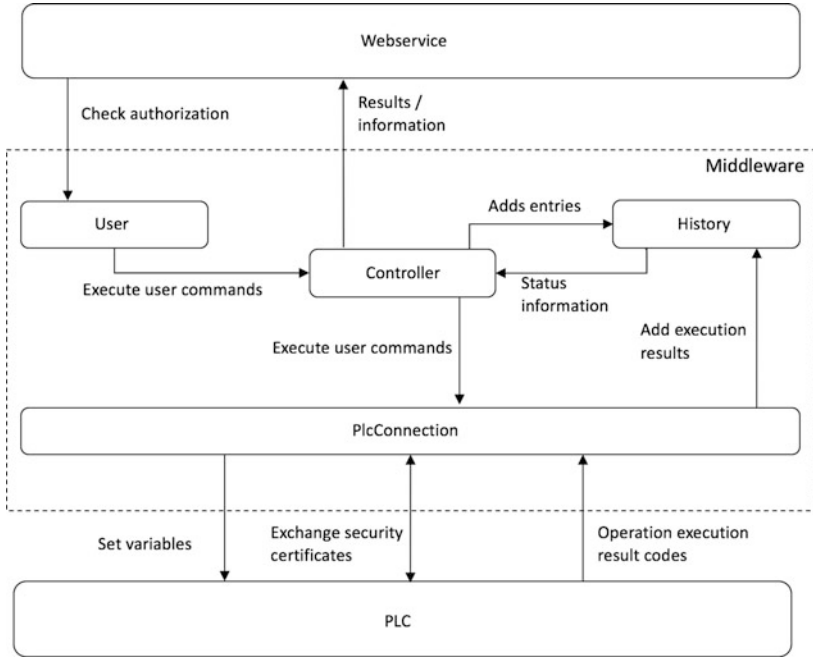 Webservice
Check authorization
Results /
information
Middleware
User
Adds entries
History
Execute user commands
Controller
Status
information
Execute user commands
Add execution
results
PlcConnection
Set variables
Exchange security
certificates
Operation execution
result codes
PLC